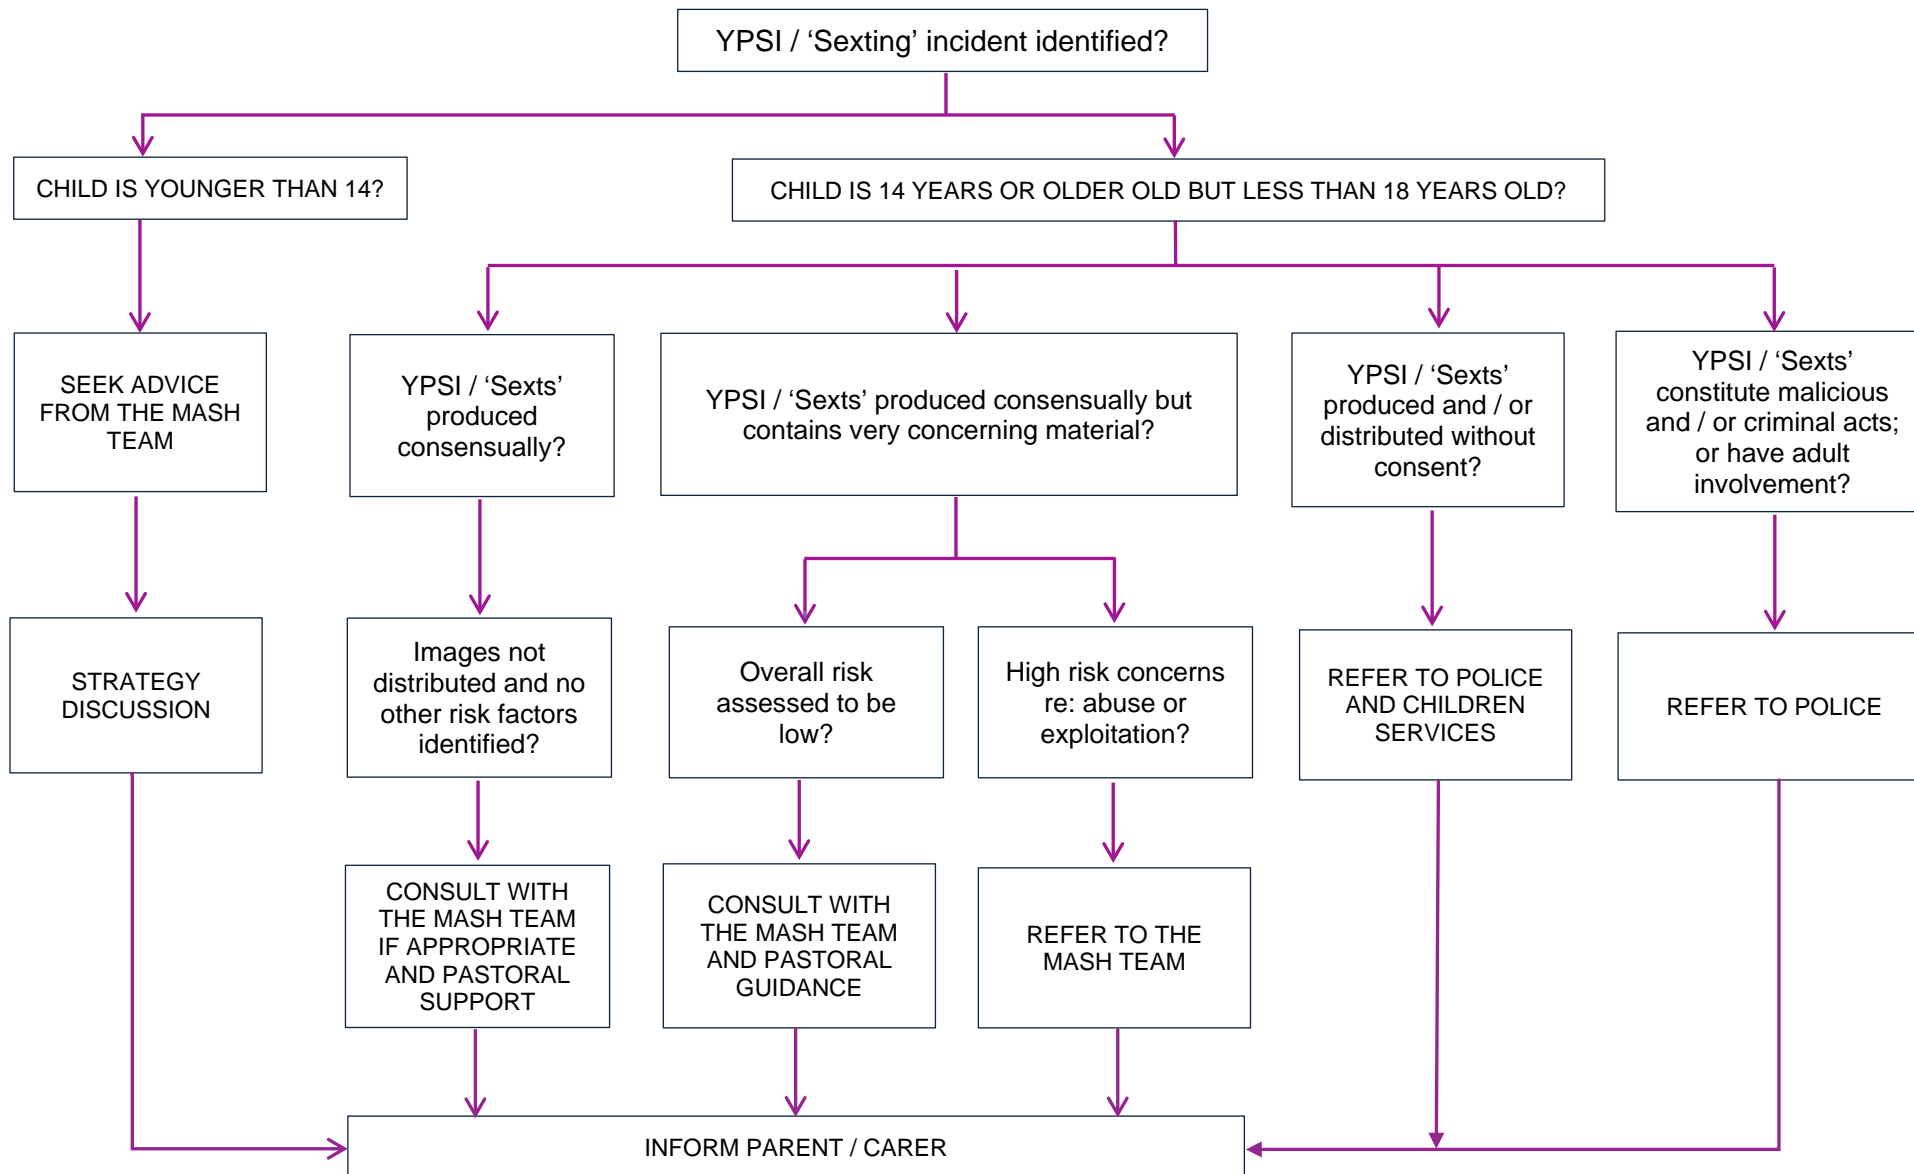 YPSI / ‘Sexting’ incident identified?
CHILD IS YOUNGER THAN 14?
CHILD IS 14 YEARS OR OLDER OLD BUT LESS THAN 18 YEARS OLD?
SEEK ADVICE
FROM THE MASH
TEAM
YPSI / ‘Sexts’
produced
consensually?
YPSI / ‘Sexts’ produced consensually but
contains very concerning material?
YPSI / ‘Sexts’
produced and / or
distributed without
consent?
YPSI / ‘Sexts’
constitute malicious
and / or criminal acts;
or have adult
involvement?
STRATEGY
DISCUSSION
Images not
distributed and no
other risk factors
identified?
Overall risk
assessed to be
low?
High risk concerns
re: abuse or
exploitation?
REFER TO POLICE
AND CHILDREN
SERVICES
REFER TO POLICE
CONSULT WITH
THE MASH TEAM
IF APPROPRIATE
AND PASTORAL
SUPPORT
CONSULT WITH
THE MASH TEAM
AND PASTORAL
GUIDANCE
REFER TO THE
MASH TEAM
INFORM PARENT / CARER